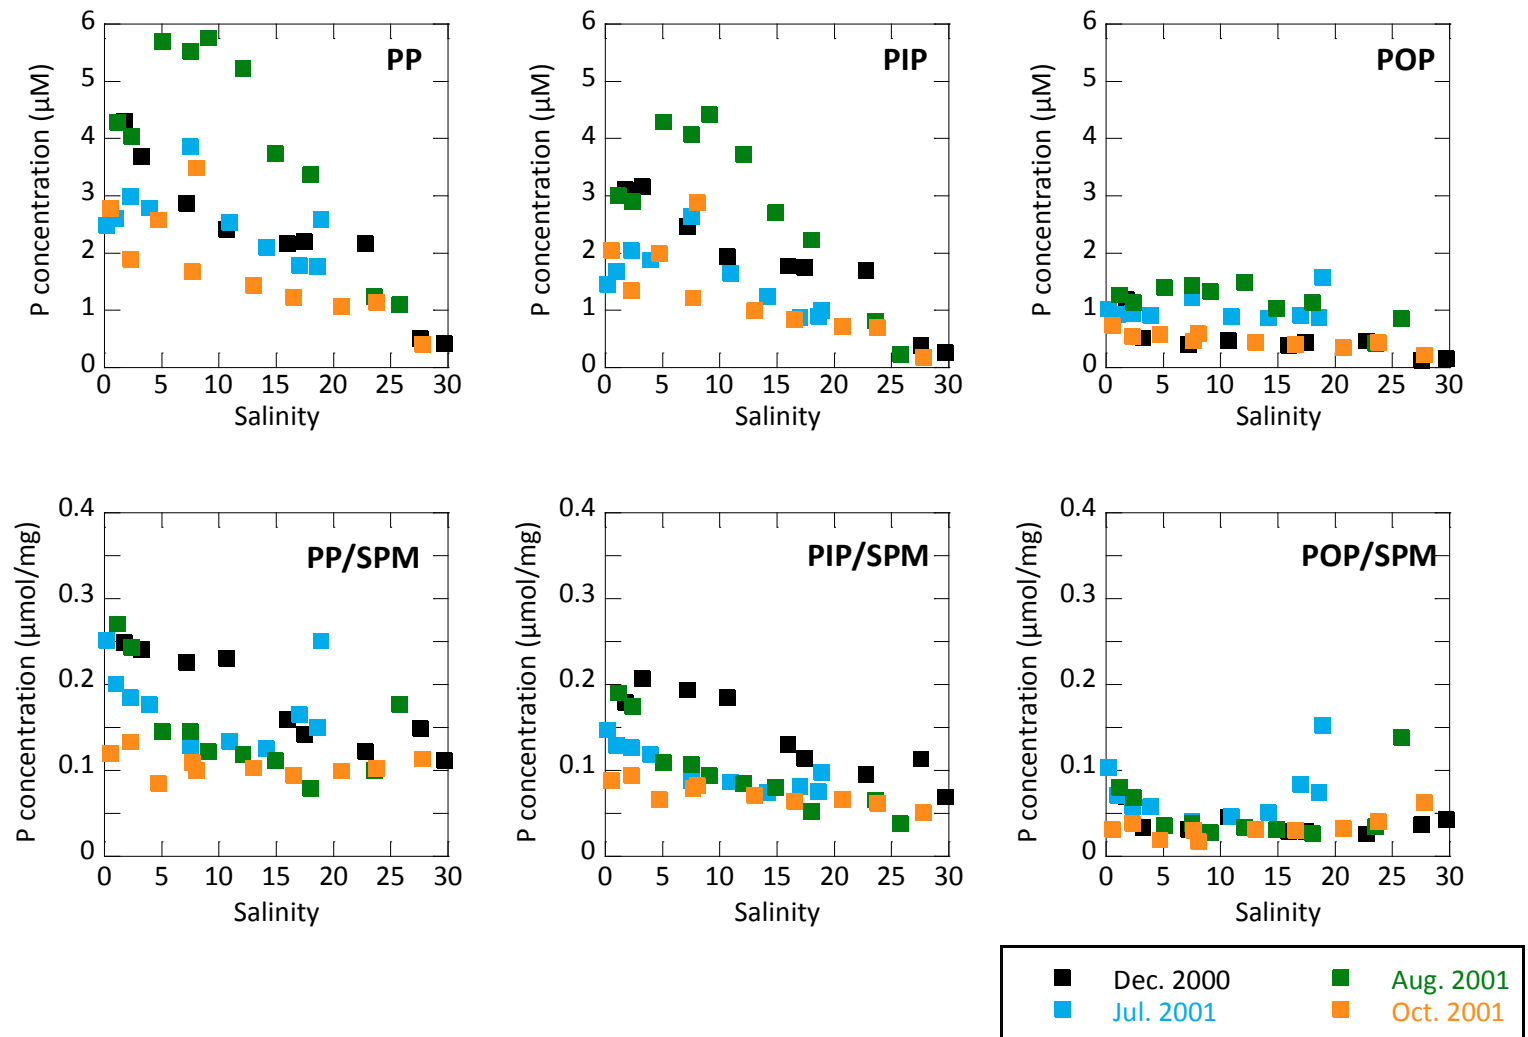 PP
P concentration (µM)
6
5
4
3
2
1
0
0 5 10 15 20 25 30
Salinity
PIP
P concentration (µM)
6
5
4
3
2
1
0
0 5 10 15 20 25 30
Salinity
POP
P concentration (µM)
6
5
4
3
2
1
0
0 5 10 15 20 25 30
Salinity
PP/SPM
P concentration (µmol/mg)
0.4
0.3
0.2
0.1
0
0 5 10 15 20 25 30
Salinity
PIP/SPM
P concentration (µmol/mg)
0.4
0.3
0.2
0.1
0
0 5 10 15 20 25 30
Salinity
POP/SPM
P concentration (µmol/mg)
0.4
0.3
0.2
0.1
0
0 5 10 15 20 25 30
Salinity
Dec. 2000 Aug. 2001
Jul. 2001 Oct. 2001